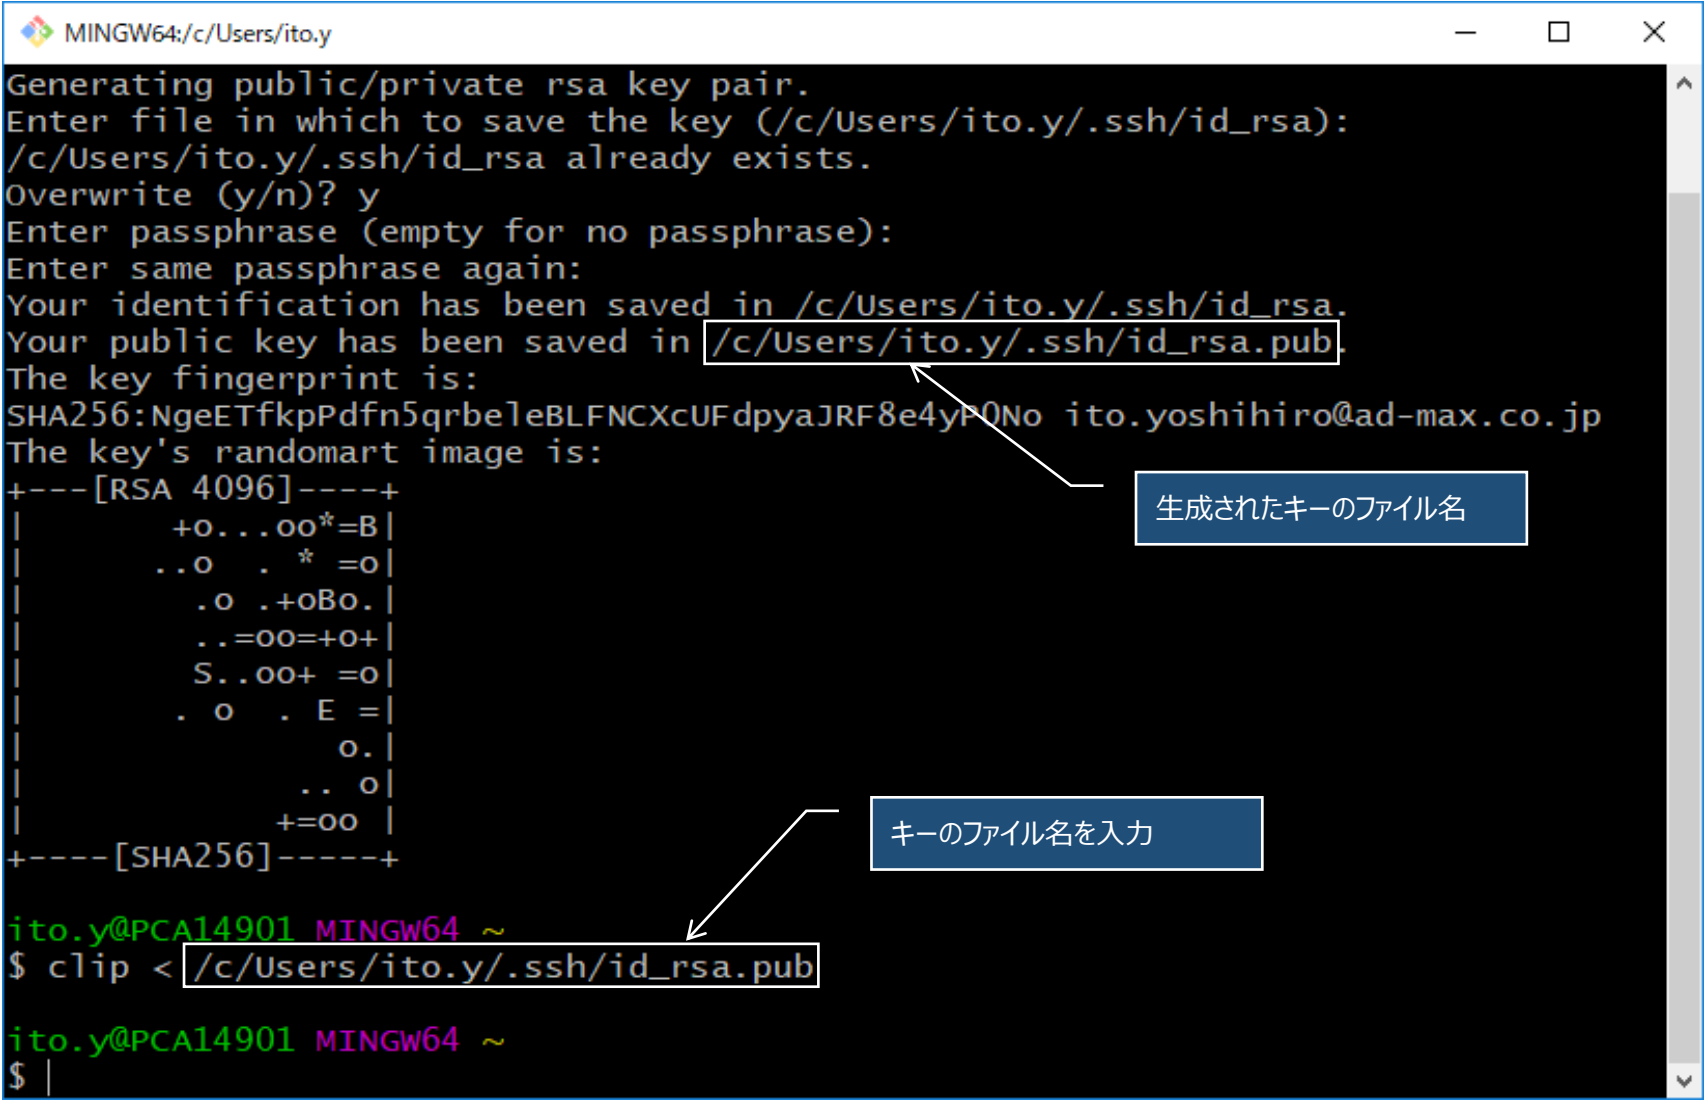 MINGW64:/c/Users/ito.y
Generating public/private rsa key pair.
Enter file in which to save the key (/c/Users/ito.y/.ssh/id_rsa):
/c/Users/ito.y/.ssh/id_rsa already exists.
Overwrite (y/n)? y
Enter passphrase (empty for no passphrase):
Enter same passphrase again:
Your identification has been saved in /c/Users/ito.y/.ssh/id_rsa.
Your public key has been saved in /c/Users/ito.y/.ssh/id_rsa.pub.
The key fingerprint is:
SHA256:NgeETfkpPdfn5qrbeleBLFNCXcUFdpyaJRF8e4yPQNo ito.yoshihiro@ad-max.co.jp
The key's randomart image is:
+---[RSA 4096]----+
|        +o...oo*=B|
|       ..o  . * =o|
|         .o .+oBo.|
|         ..=oo=+o+|
|         S..oo+ =o|
|        . o  . E =|
|                o.|
|              .. o|
|             +=oo |
+----[SHA256]-----+
生成されたキーのファイル名
キーのファイル名を入力
ito.y@PCA14901 MINGW64 ~
$ clip < /c/Users/ito.y/.ssh/id_rsa.pub
ito.y@PCA14901 MINGW64 ~
$